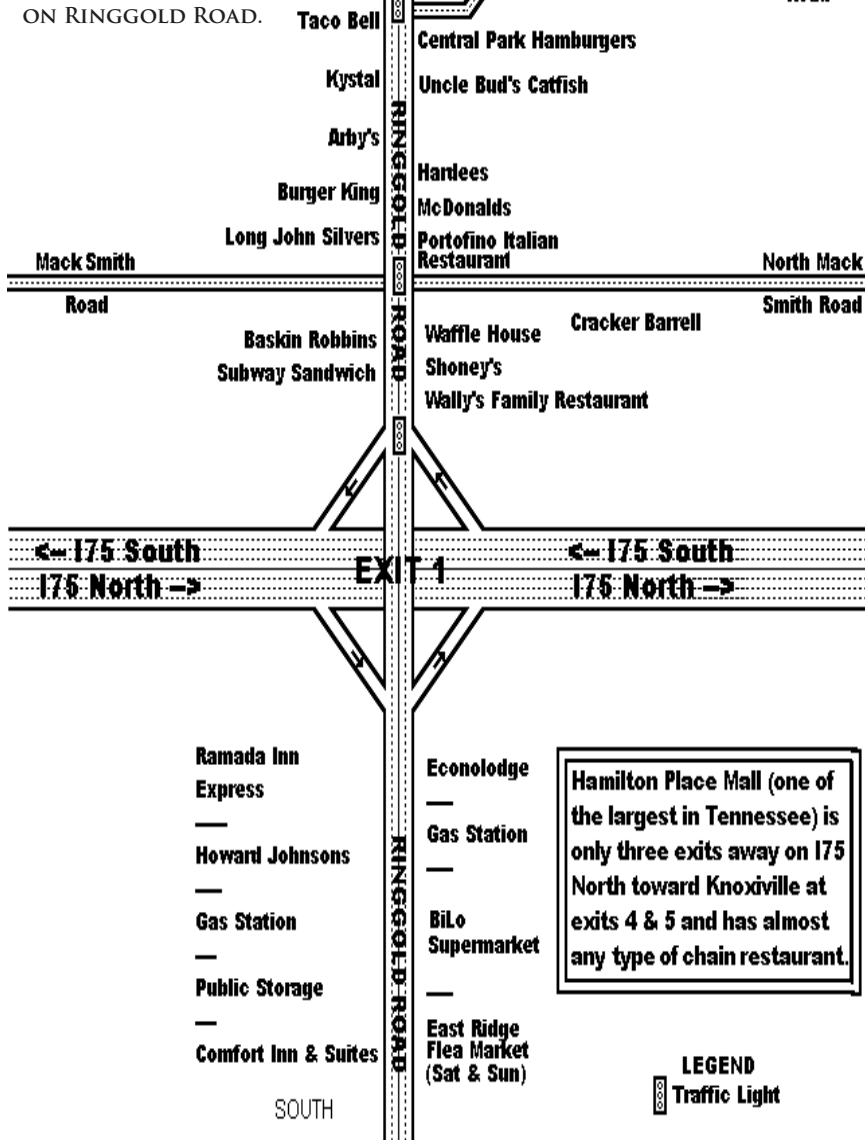 ON RINGGOLD ROAD.
Taco Bell
Central Park Hamburgers
Kystal
Uncle Bud's Catfish
Arby's
Hardees
Burger King
McDonalds
Long John Silvers
Portofino Italian
Restaurant
RINGGOLD ROAD
Mack Smith
Road
North Mack
Smith Road
Baskin Robbins
Subway Sandwich
Waffle House
Cracker Barrell
Shoney's
Wally's Family Restaurant
<-- I75 South
I75 North -->
EXIT 1
<-- I75 South
I75 North -->
Ramada Inn
Express
Howard Johnsons
Gas Station
Public Storage
Comfort Inn & Suites
RINGGOLD ROAD
Econolodge
Gas Station
BiLo
Supermarket
East Ridge
Flea Market
(Sat & Sun)
Hamilton Place Mall (one of
the largest in Tennessee) is
only three exits away on I75
North toward Knoxiville at
exits 4 & 5 and has almost
any type of chain restaurant.
SOUTH
LEGEND
Traffic Light